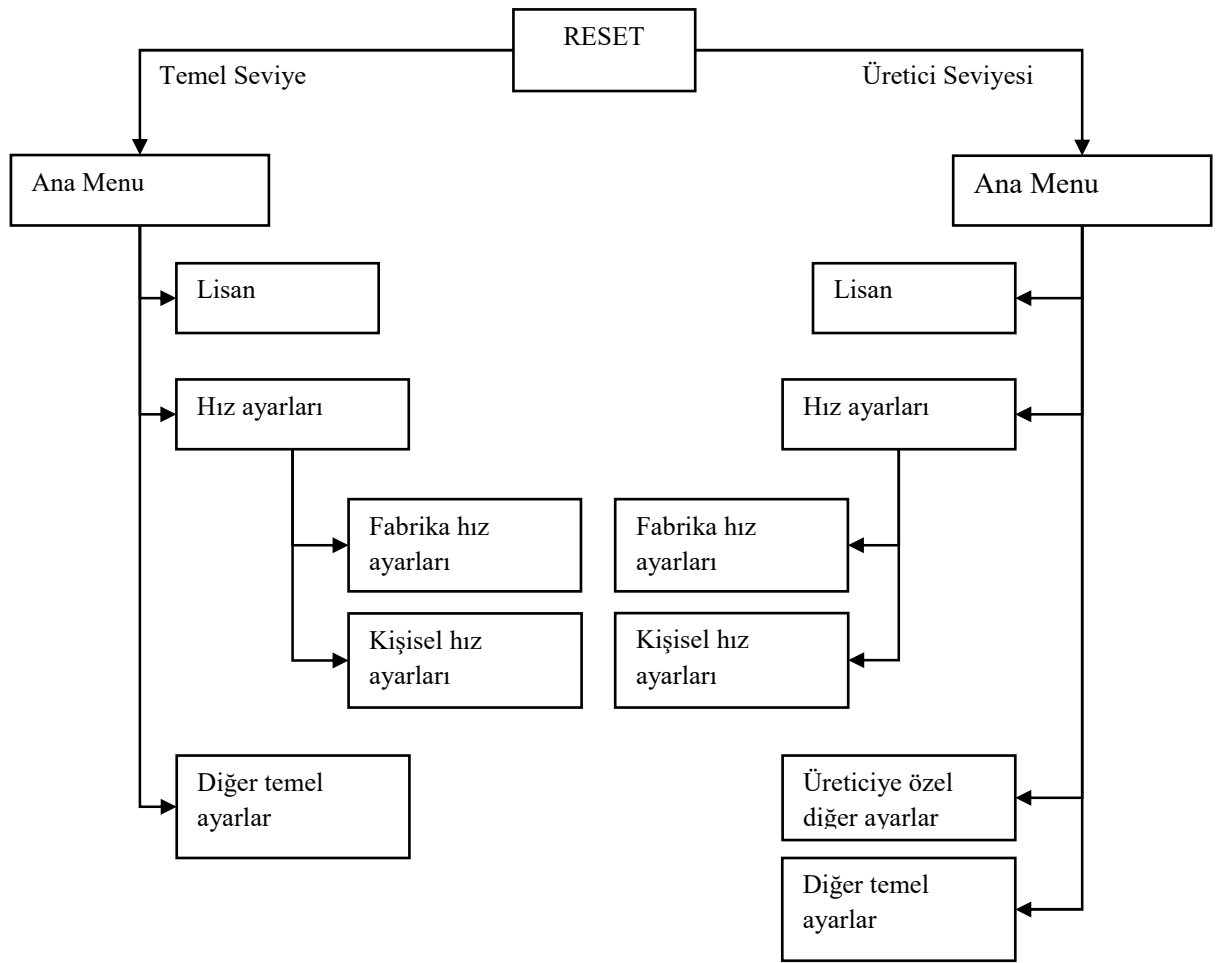 RESET
Temel Seviye
Üretici Seviyesi
Ana Menu
Ana Menu
Lisan
Lisan
Hız ayarları
Hız ayarları
Fabrika hız
ayarları
Fabrika hız
ayarları
Kişisel hız
ayarları
Kişisel hız
ayarları
Diğer temel
ayarlar
Üreticiye özel
diğer ayarlar
Diğer temel
ayarlar